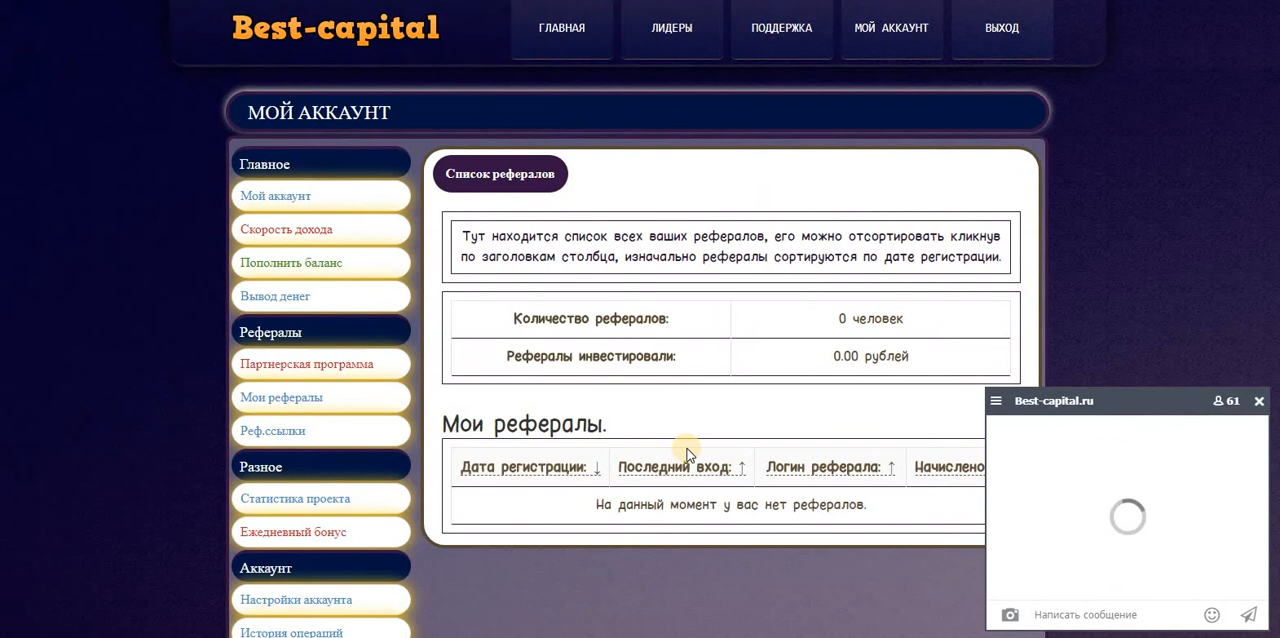 Best-capital
ГЛАВНАЯ
ЛИДЕРЫ
ПОДДЕРЖКА
МОЙ АККАУНТ
ВЫХОД
МОЙ АККАУНТ
Главное
Мой аккаунт
Скорость дохода
Пополнить баланс
Вывод денег
Рефералы
Партнерская программа
Мои рефералы
Реф.ссылки
Разное
Статистика проекта
Ежедневный бонус
Аккаунт
Настройки аккаунта
История операций
Список рефералов
Тут находится список всех ваших рефералов, его можно отсортировать кликнув
по заголовкам столбца, изначально рефералы сортируются по дате регистрации.
Количество рефералов: 0 человек
Рефералы инвестировали: 0.00 рублей
Мои рефералы.
Дата регистрации: ↓ Последний вход: ↑ Логин реферала: ↑ Начислено
На данный момент у вас нет рефералов.
Best-capital.ru 61
Написать сообщение